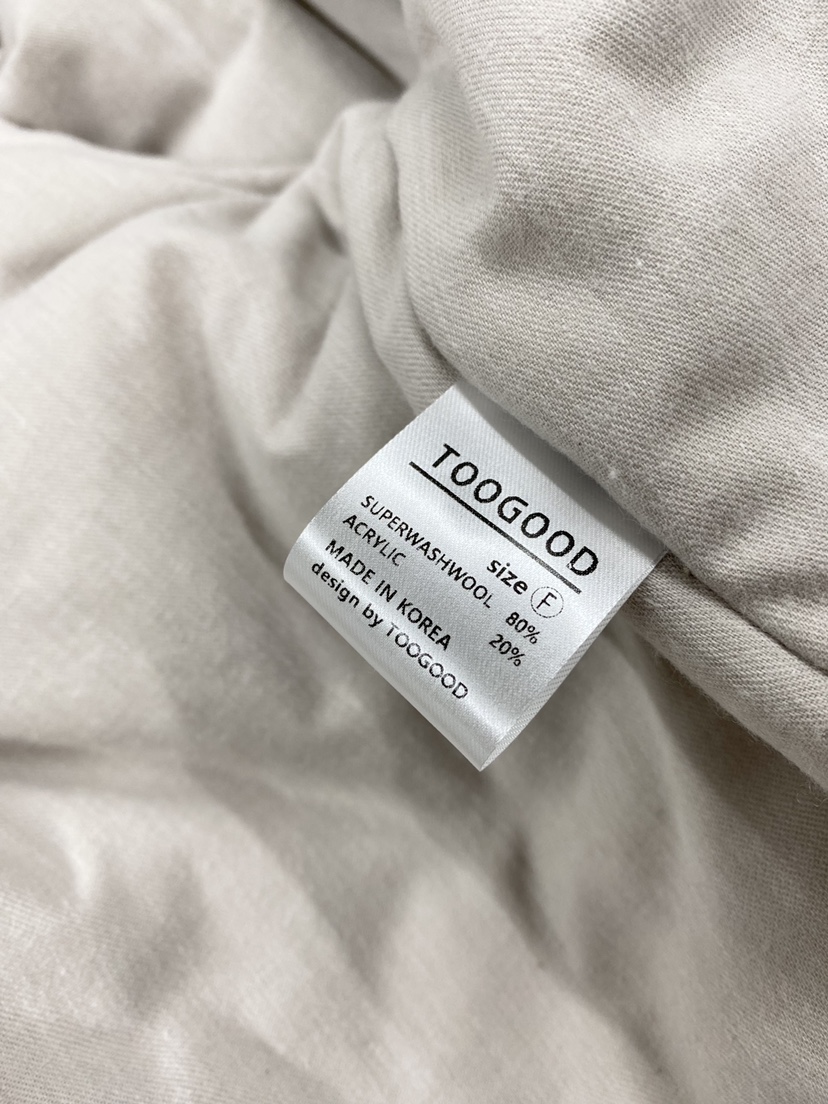 TOOGOOD
size Ⓕ
SUPERWASHWOOL 80%
ACRYLIC 20%
MADE IN KOREA
design by TOOGOOD